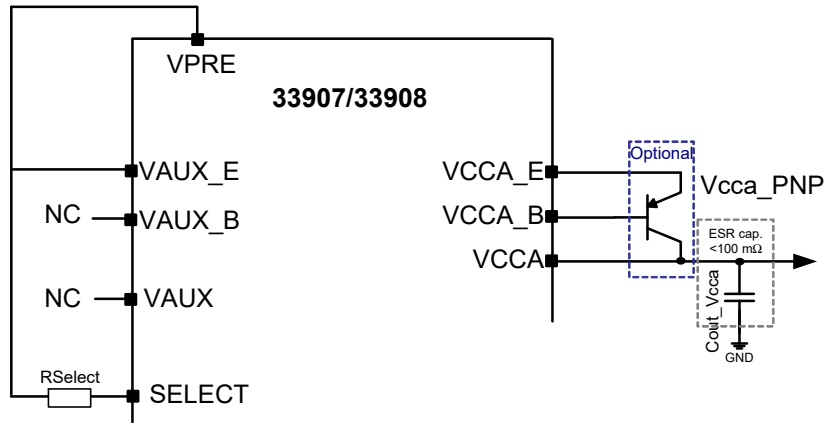 VPRE
33907/33908
VAUX_E
NC
VAUX_B
NC
VAUX
RSelect
SELECT
VCCA_E
VCCA_B
VCCA
Optional
Vcca_PNP
ESR cap.
<100 mΩ
Cout_Vcca
GND